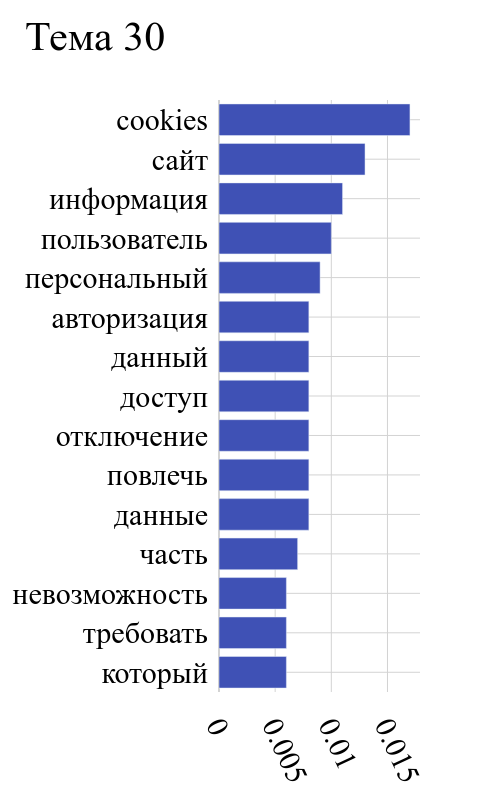 Тема 30
cookies
сайт
информация
пользователь
персональный
авторизация
данный
доступ
отключение
повлечь
данные
часть
невозможность
требовать
который
0
0.005
0.01
0.015